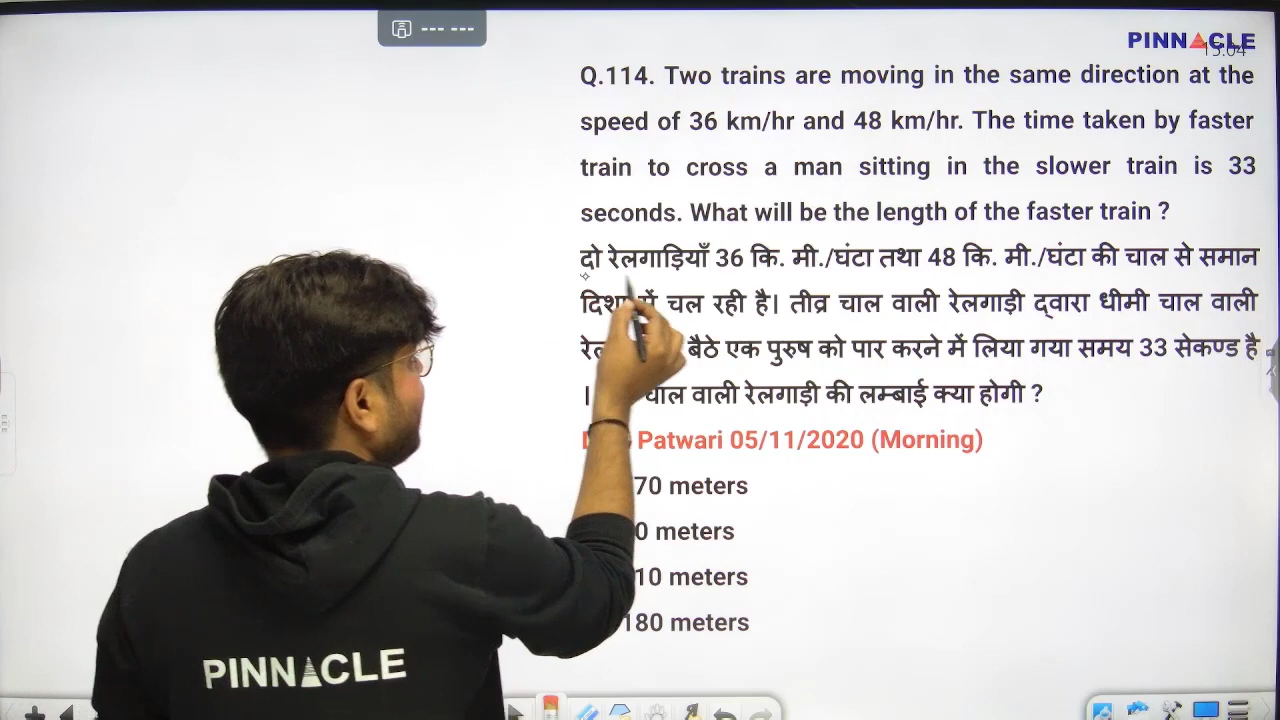 --- ---
PINNACLE
15:04
Q.114. Two trains are moving in the same direction at the
speed of 36 km/hr and 48 km/hr. The time taken by faster
train to cross a man sitting in the slower train is 33
seconds. What will be the length of the faster train ?
दो रेलगाड़ियाँ 36 कि. मी./घंटा तथा 48 कि. मी./घंटा की चाल से समान
में चल रही है। तीव्र चाल वाली रेलगाड़ी द्वारा धीमी चाल वाली
बैठे एक पुरुष को पार करने में लिया गया समय 33 सेकण्ड है
। चाल वाली रेलगाड़ी की लम्बाई क्या होगी ?
Patwari 05/11/2020 (Morning)
70 meters
0 meters
10 meters
180 meters
PINNACLE